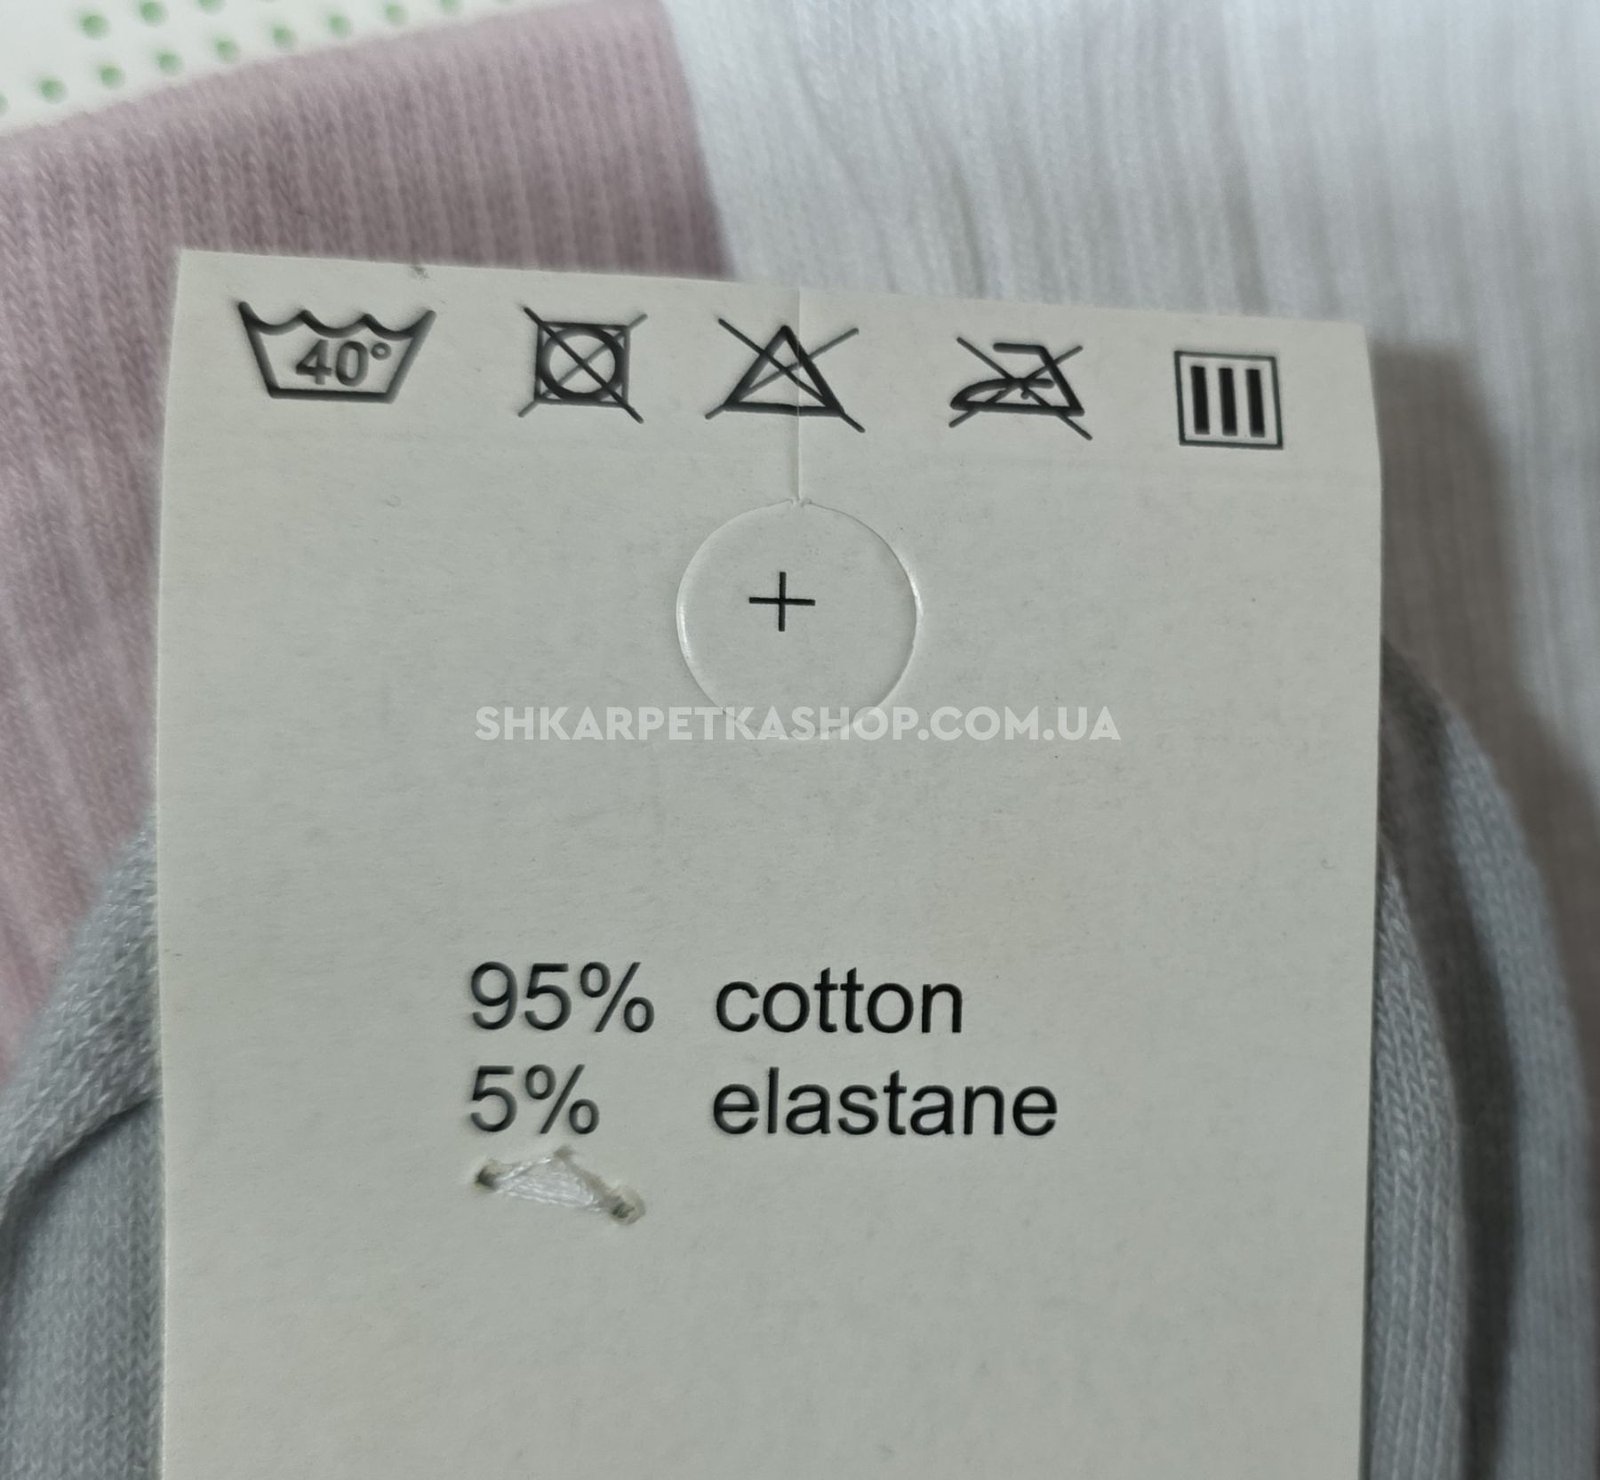 40°
SHKARPETKASHOP.COM.UA
95% cotton
5% elastane